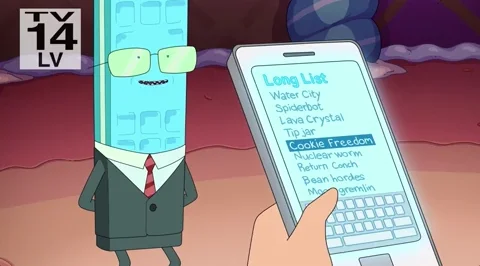 TV
14
LV
Long List
Water City
Spiderbot
Lava Crystal
Tip jar
Cookie Freedom
Nuclear worm
Return Conch
Bean hordes
gremlin